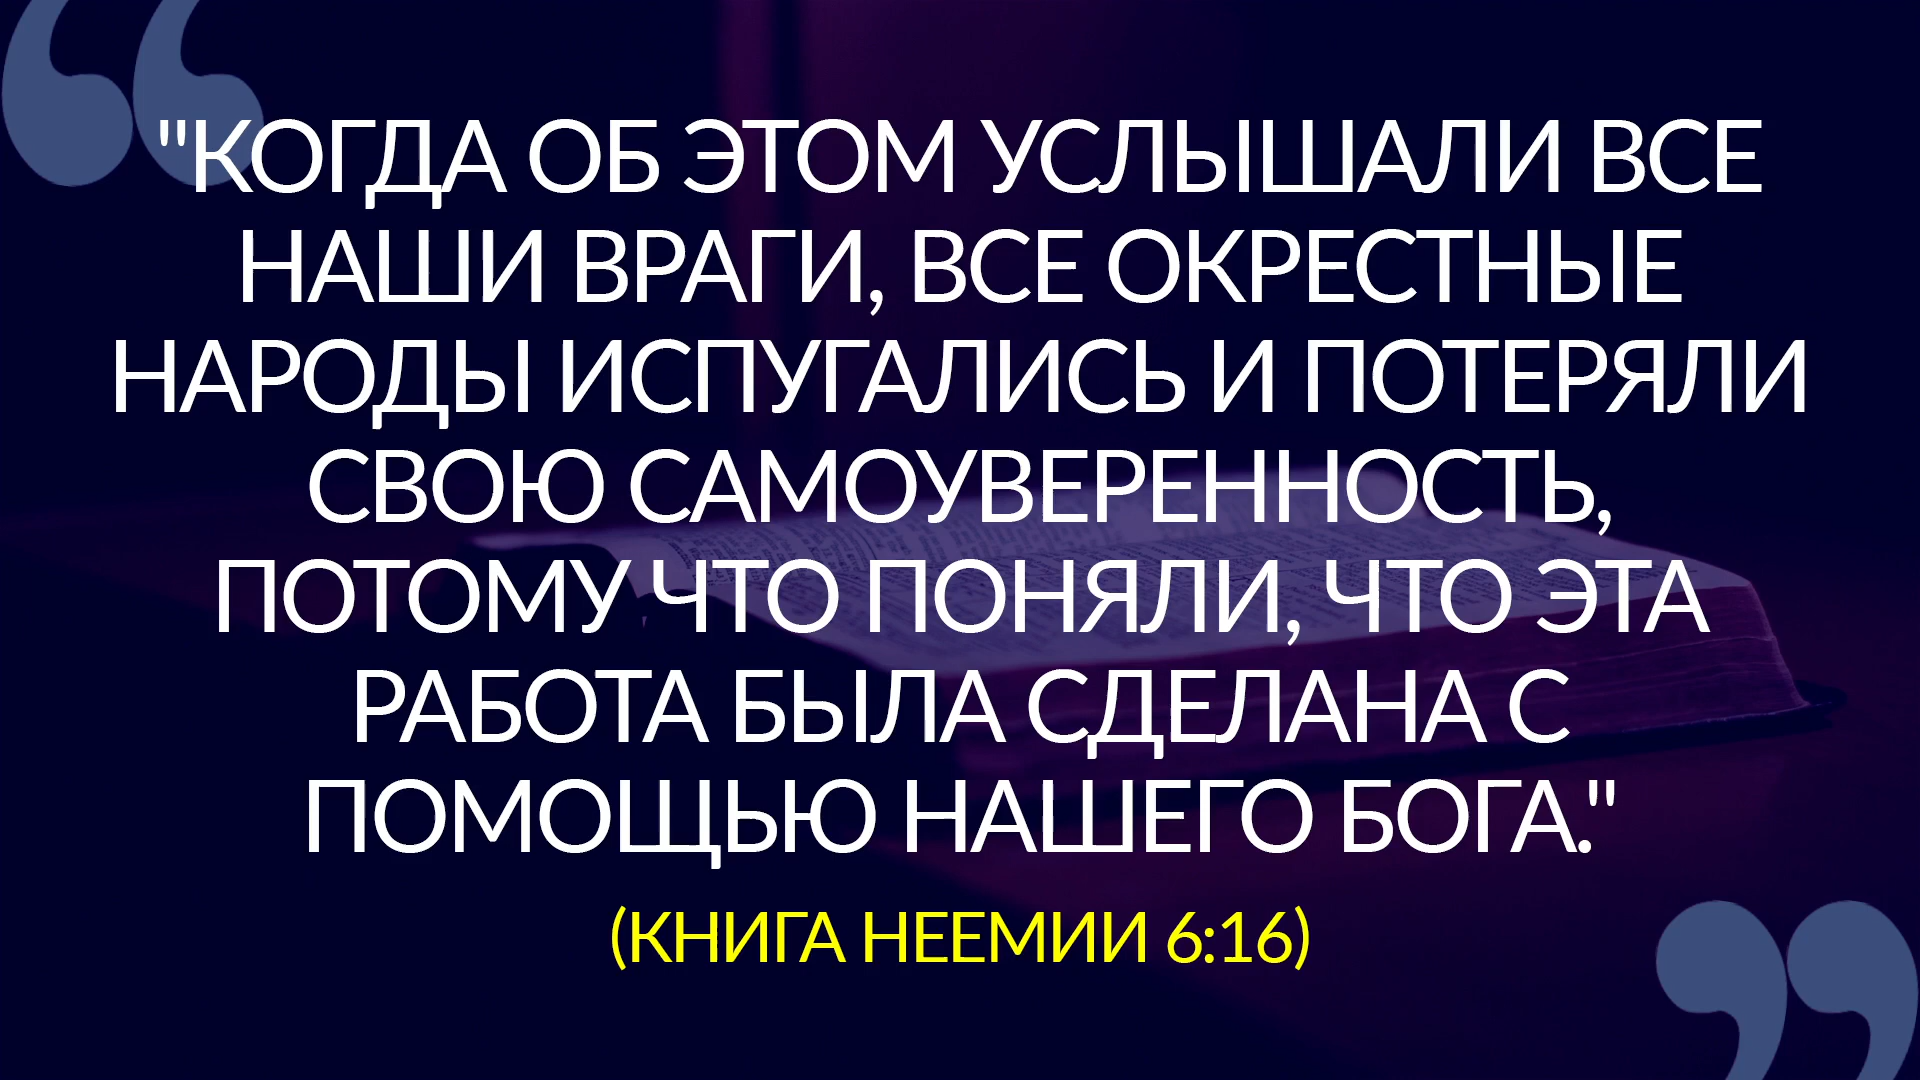 "КОГДА ОБ ЭТОМ УСЛЫШАЛИ ВСЕ
НАШИ ВРАГИ, ВСЕ ОКРЕСТНЫЕ
НАРОДЫ ИСПУГАЛИСЬ И ПОТЕРЯЛИ
СВОЮ САМОУВЕРЕННОСТЬ,
ПОТОМУ ЧТО ПОНЯЛИ, ЧТО ЭТА
РАБОТА БЫЛА СДЕЛАНА С
ПОМОЩЬЮ НАШЕГО БОГА."
(КНИГА НЕЕМИИ 6:16)